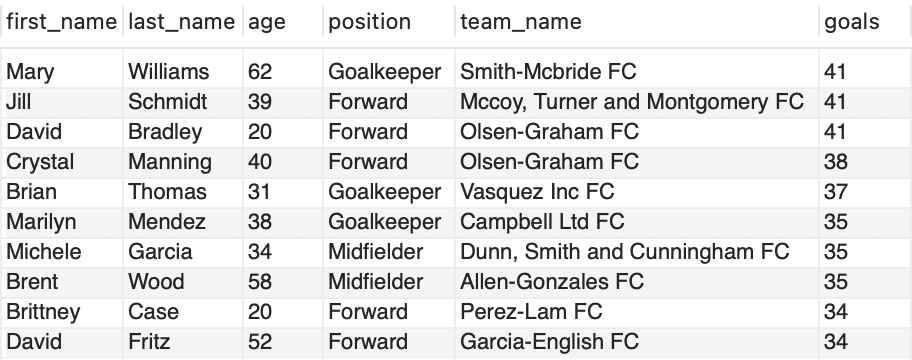 first_name last_name age position team_name goals
Mary Williams 62 Goalkeeper Smith-Mcbride FC 41
Jill Schmidt 39 Forward Mccoy, Turner and Montgomery FC 41
David Bradley 20 Forward Olsen-Graham FC 41
Crystal Manning 40 Forward Olsen-Graham FC 38
Brian Thomas 31 Goalkeeper Vasquez Inc FC 37
Marilyn Mendez 38 Goalkeeper Campbell Ltd FC 35
Michele Garcia 34 Midfielder Dunn, Smith and Cunningham FC 35
Brent Wood 58 Midfielder Allen-Gonzales FC 35
Brittney Case 20 Forward Perez-Lam FC 34
David Fritz 52 Forward Garcia-English FC 34